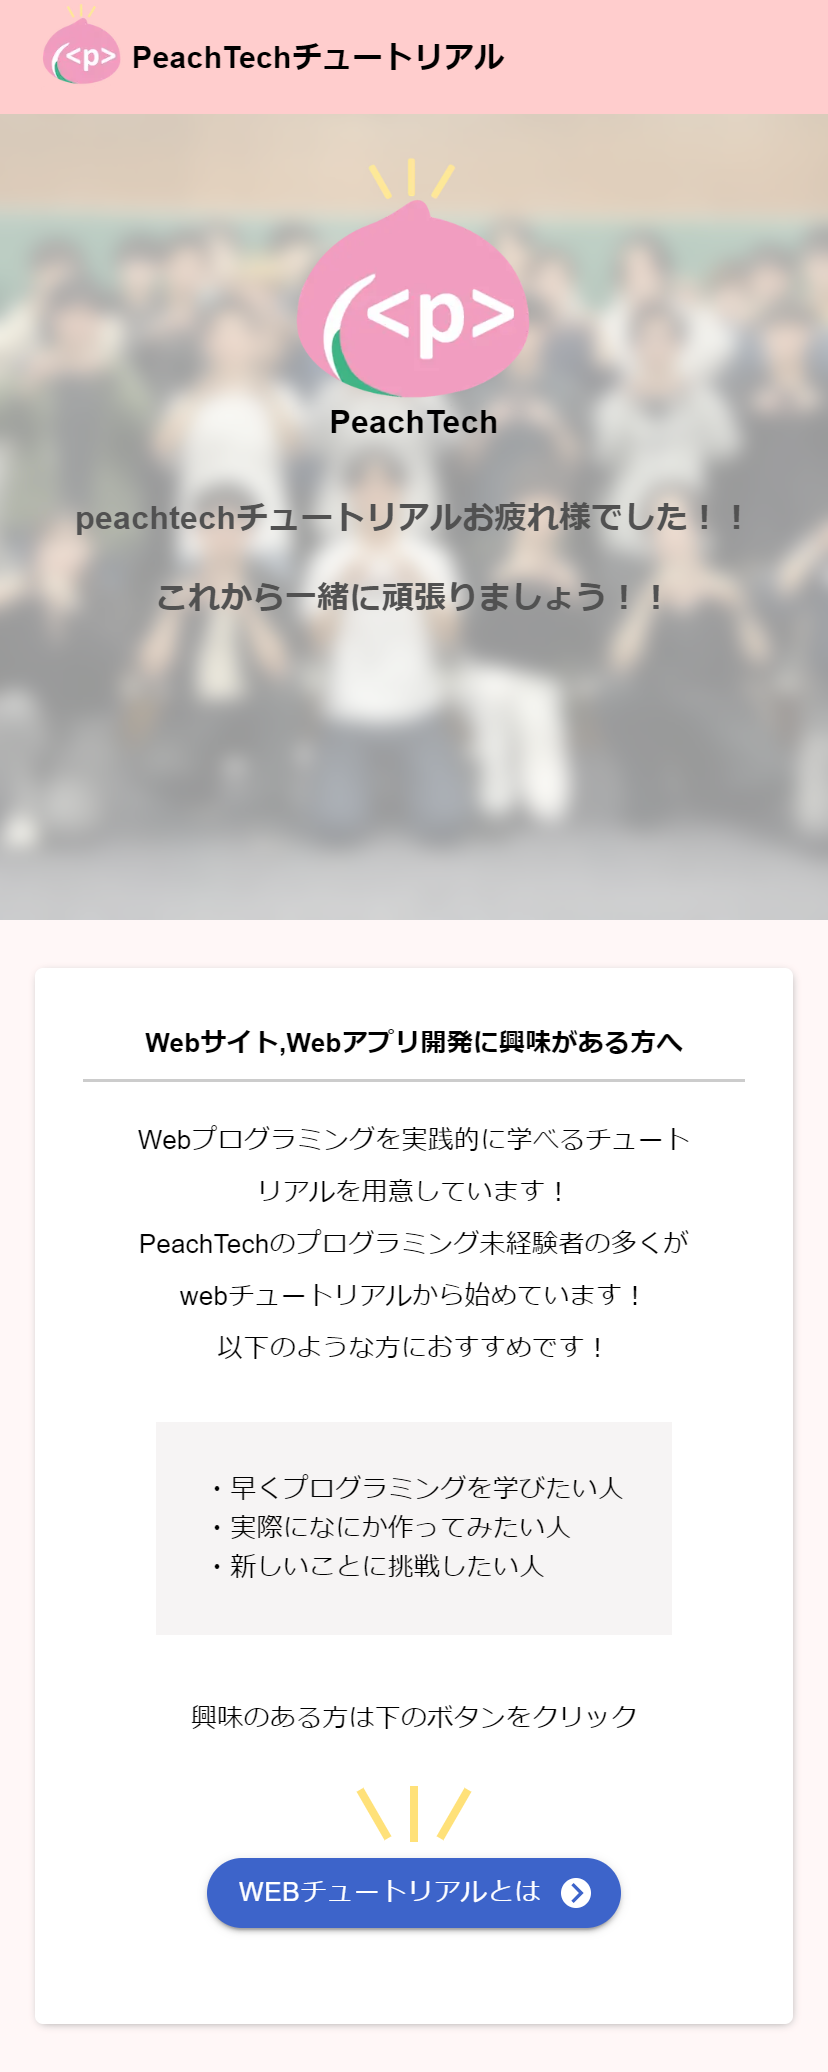 <p>
PeachTechチュートリアル
<p>
PeachTech
peachtechチュートリアルお疲れ様でした！！
これから一緒に頑張りましょう！！
Webサイト,Webアプリ開発に興味がある方へ
Webプログラミングを実践的に学べるチュート
リアルを用意しています！
PeachTechのプログラミング未経験者の多くが
webチュートリアルから始めています！
以下のような方におすすめです！
・早くプログラミングを学びたい人
・実際になにか作ってみたい人
・新しいことに挑戦したい人
興味のある方は下のボタンをクリック
WEBチュートリアルとは